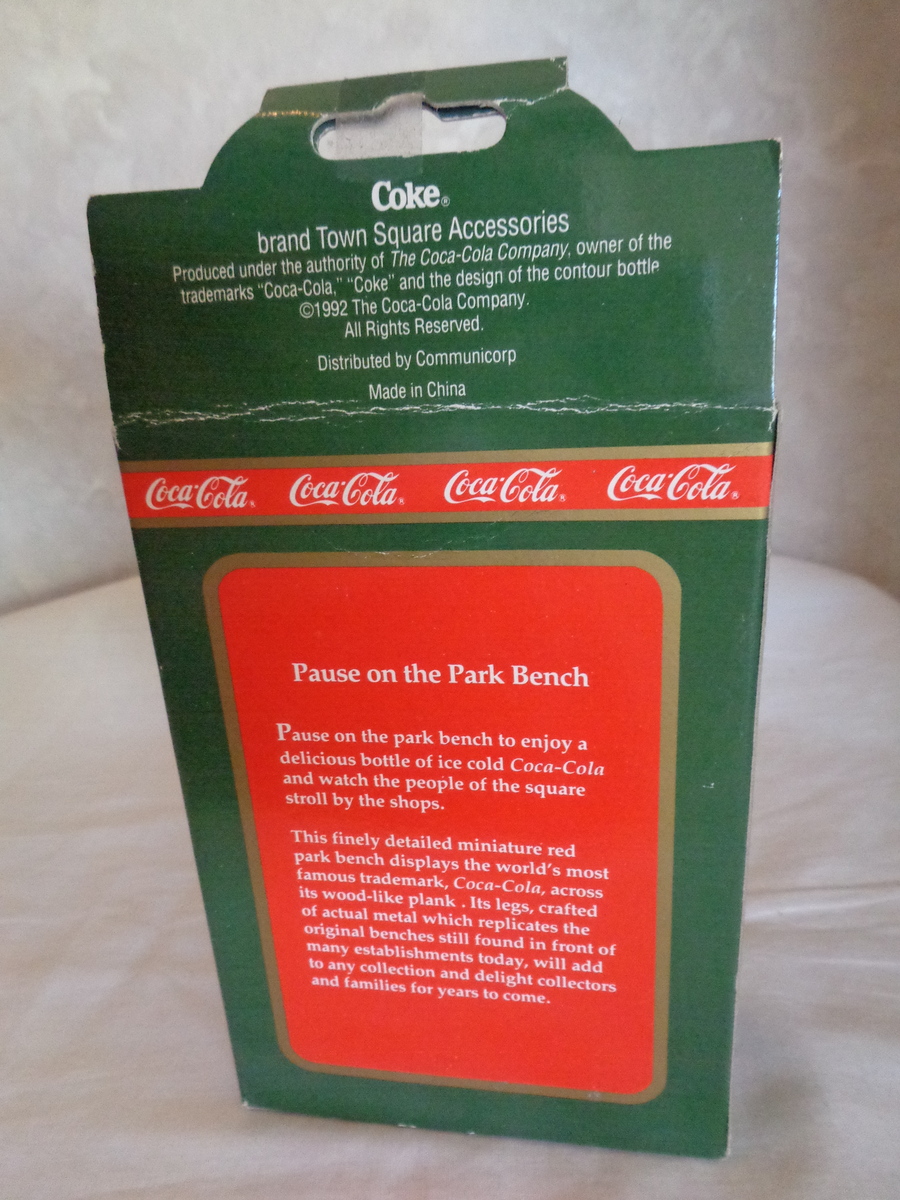 Coke®
brand Town Square Accessories
Produced under the authority of The Coca-Cola Company, owner of the
trademarks "Coca-Cola," "Coke" and the design of the contour bottle
©1992 The Coca-Cola Company.
All Rights Reserved.
Distributed by Communicorp
Made in China
Coca-Cola® Coca-Cola® Coca-Cola® Coca-Cola®
Pause on the Park Bench
Pause on the park bench to enjoy a
delicious bottle of ice cold Coca-Cola
and watch the people of the square
stroll by the shops.
This finely detailed miniature red
park bench displays the world's most
famous trademark, Coca-Cola, across
its wood-like plank . Its legs, crafted
of actual metal which replicates the
original benches still found in front of
many establishments today, will add
to any collection and delight collectors
and families for years to come.